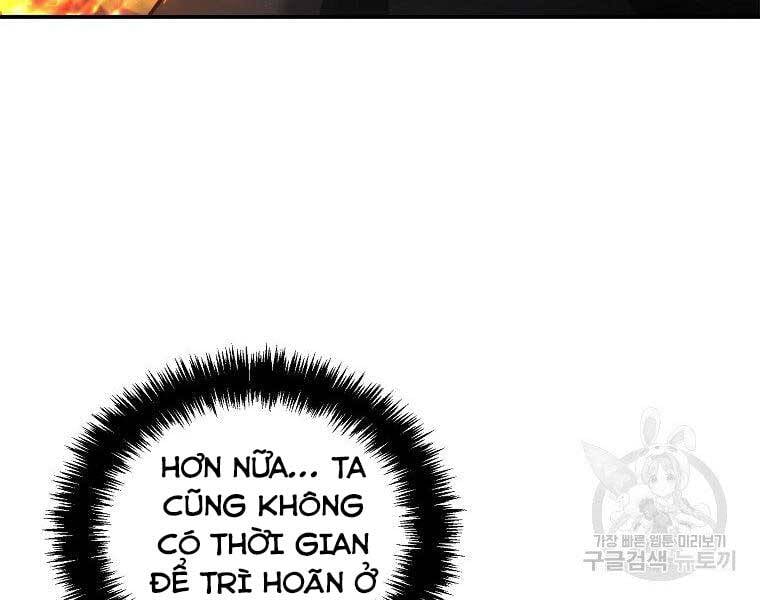 HƠN NỮA... TA
CŨNG KHÔNG
CÓ THỜI GIAN
ĐỂ TRÌ HOÃN Ở
가장 빠른 웹툰 미리보기
구글검색 뉴토끼